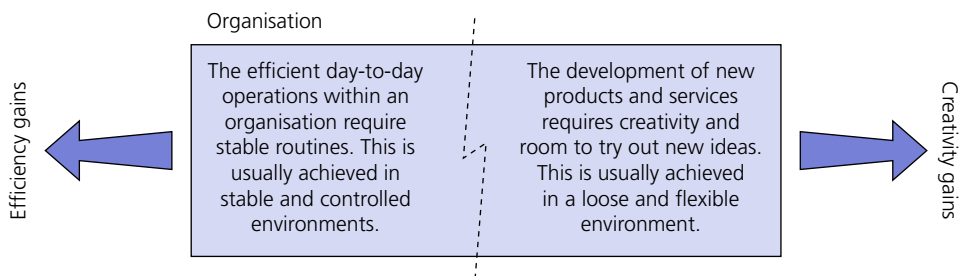 Organisation
Efficiency gains
The efficient day-to-day
operations within an
organisation require
stable routines. This is
usually achieved in
stable and controlled
environments.
The development of new
products and services
requires creativity and
room to try out new ideas.
This is usually achieved
in a loose and flexible
environment.
Creativity gains